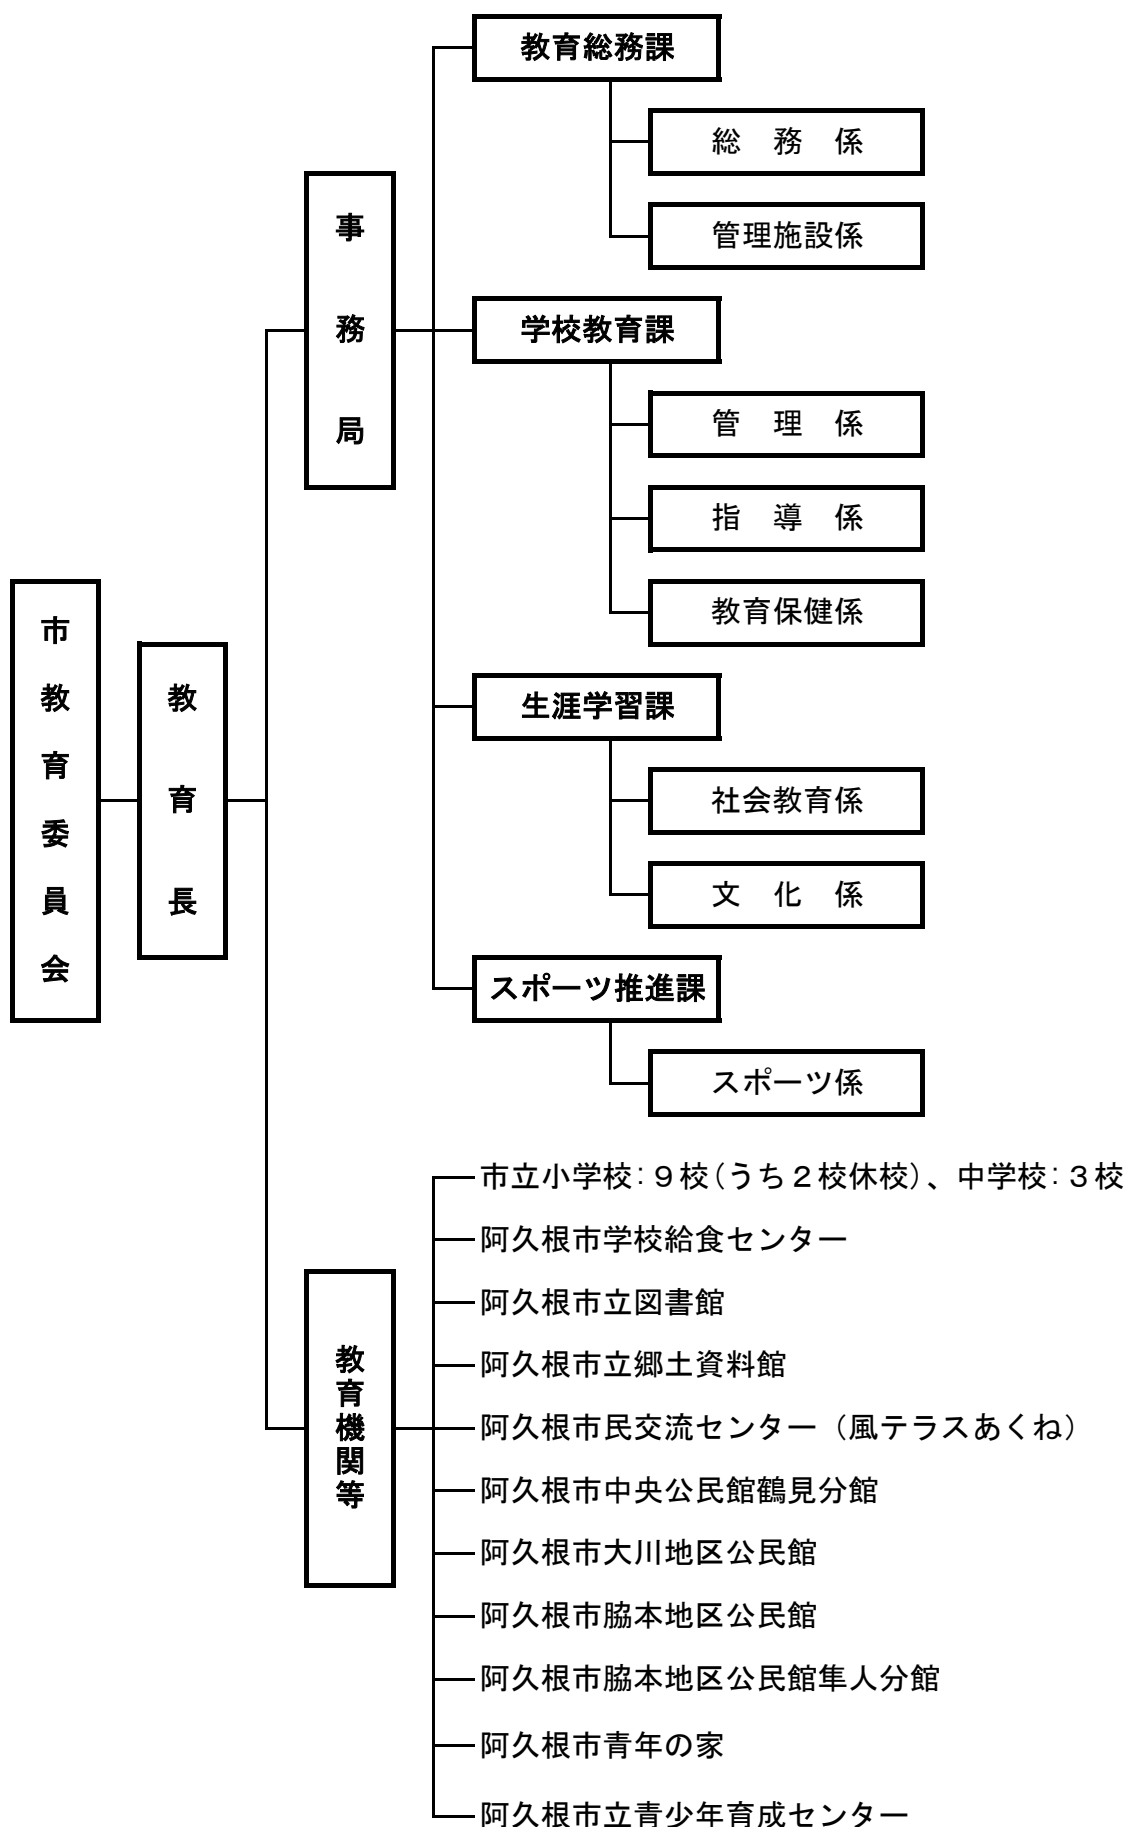 市教育委員会
教育長
事務局
教育総務課
総　務　係
管理施設係
学校教育課
管　理　係
指　導　係
教育保健係
生涯学習課
社会教育係
文　化　係
スポーツ推進課
スポーツ係
教育機関等
市立小学校：９校（うち２校休校）、中学校：３校
阿久根市学校給食センター
阿久根市立図書館
阿久根市立郷土資料館
阿久根市民交流センター（風テラスあくね）
阿久根市中央公民館鶴見分館
阿久根市大川地区公民館
阿久根市脇本地区公民館
阿久根市脇本地区公民館隼人分館
阿久根市青年の家
阿久根市立青少年育成センター